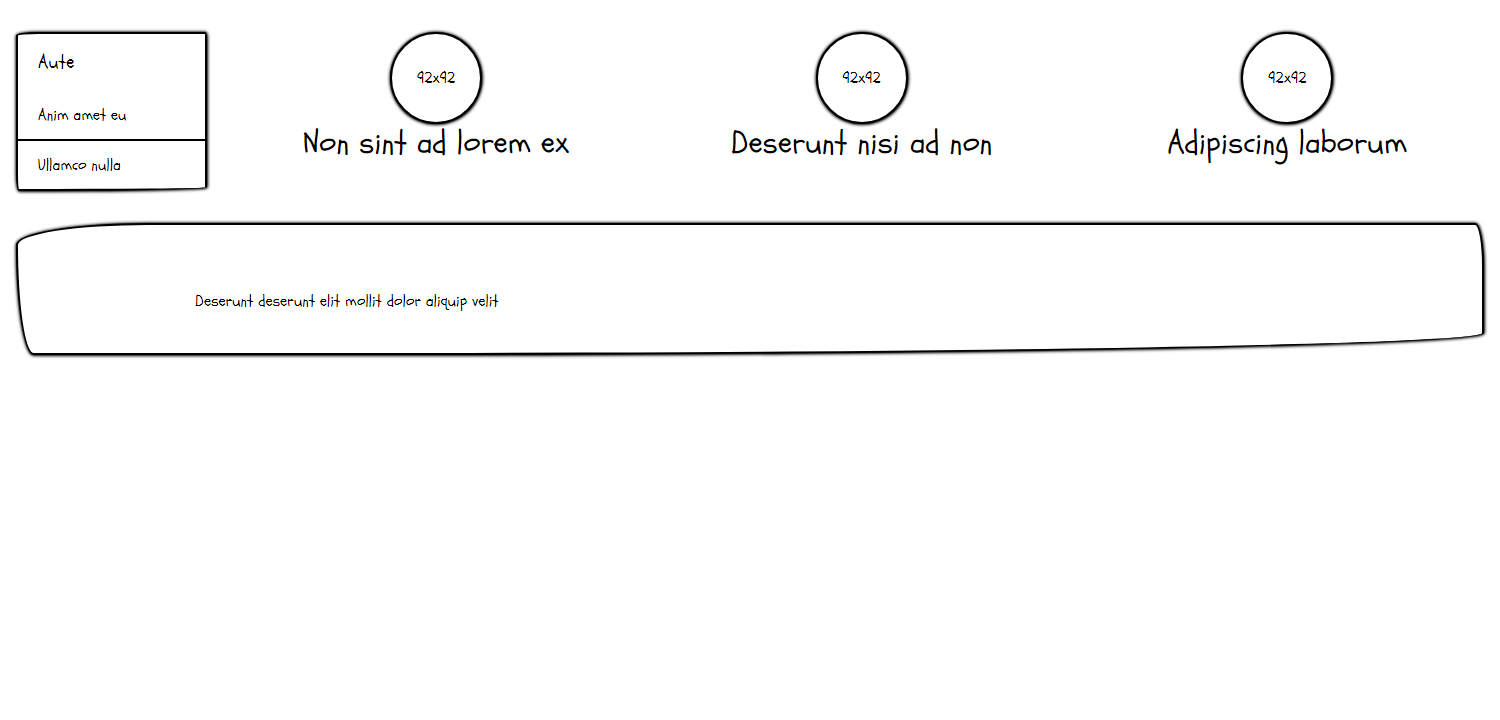 Aute
Anim amet eu
Ullamco nulla
92x92
Non sint ad lorem ex
92x92
Deserunt nisi ad non
92x92
Adipiscing laborum
Deserunt deserunt elit mollit dolor aliquip velit